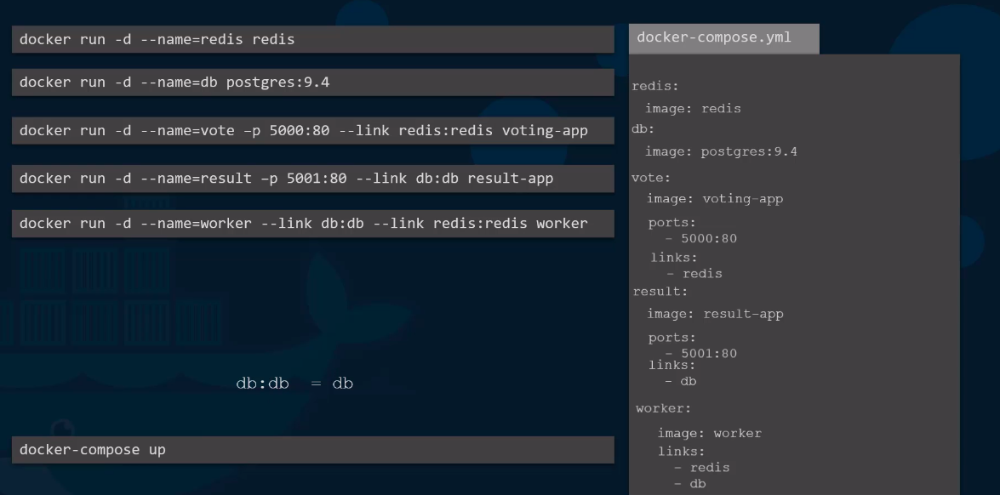 docker run -d --name=redis redis
docker run -d --name=db postgres:9.4
docker run -d --name=vote –p 5000:80 --link redis:redis voting-app
docker run -d --name=result –p 5001:80 --link db:db result-app
docker run -d --name=worker --link db:db --link redis:redis worker
db:db = db
docker-compose up
docker-compose.yml
redis:
image: redis
db:
image: postgres:9.4
vote:
image: voting-app
ports:
- 5000:80
links:
- redis
result:
image: result-app
ports:
- 5001:80
links:
- db
worker:
image: worker
links:
- redis
- db